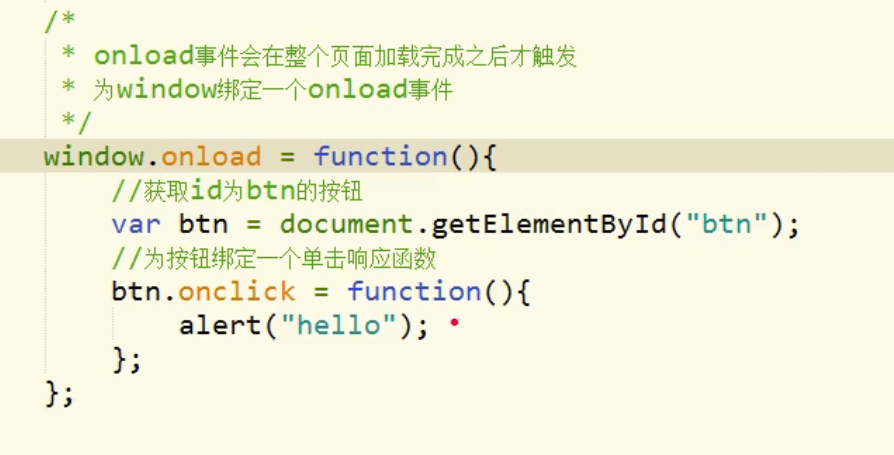 /*
 * onload事件会在整个页面加载完成之后才触发
 * 为window绑定一个onload事件
 */
window.onload = function(){
    //获取id为btn的按钮
    var btn = document.getElementById("btn");
    //为按钮绑定一个单击响应函数
    btn.onclick = function(){
        alert("hello");
    };
};